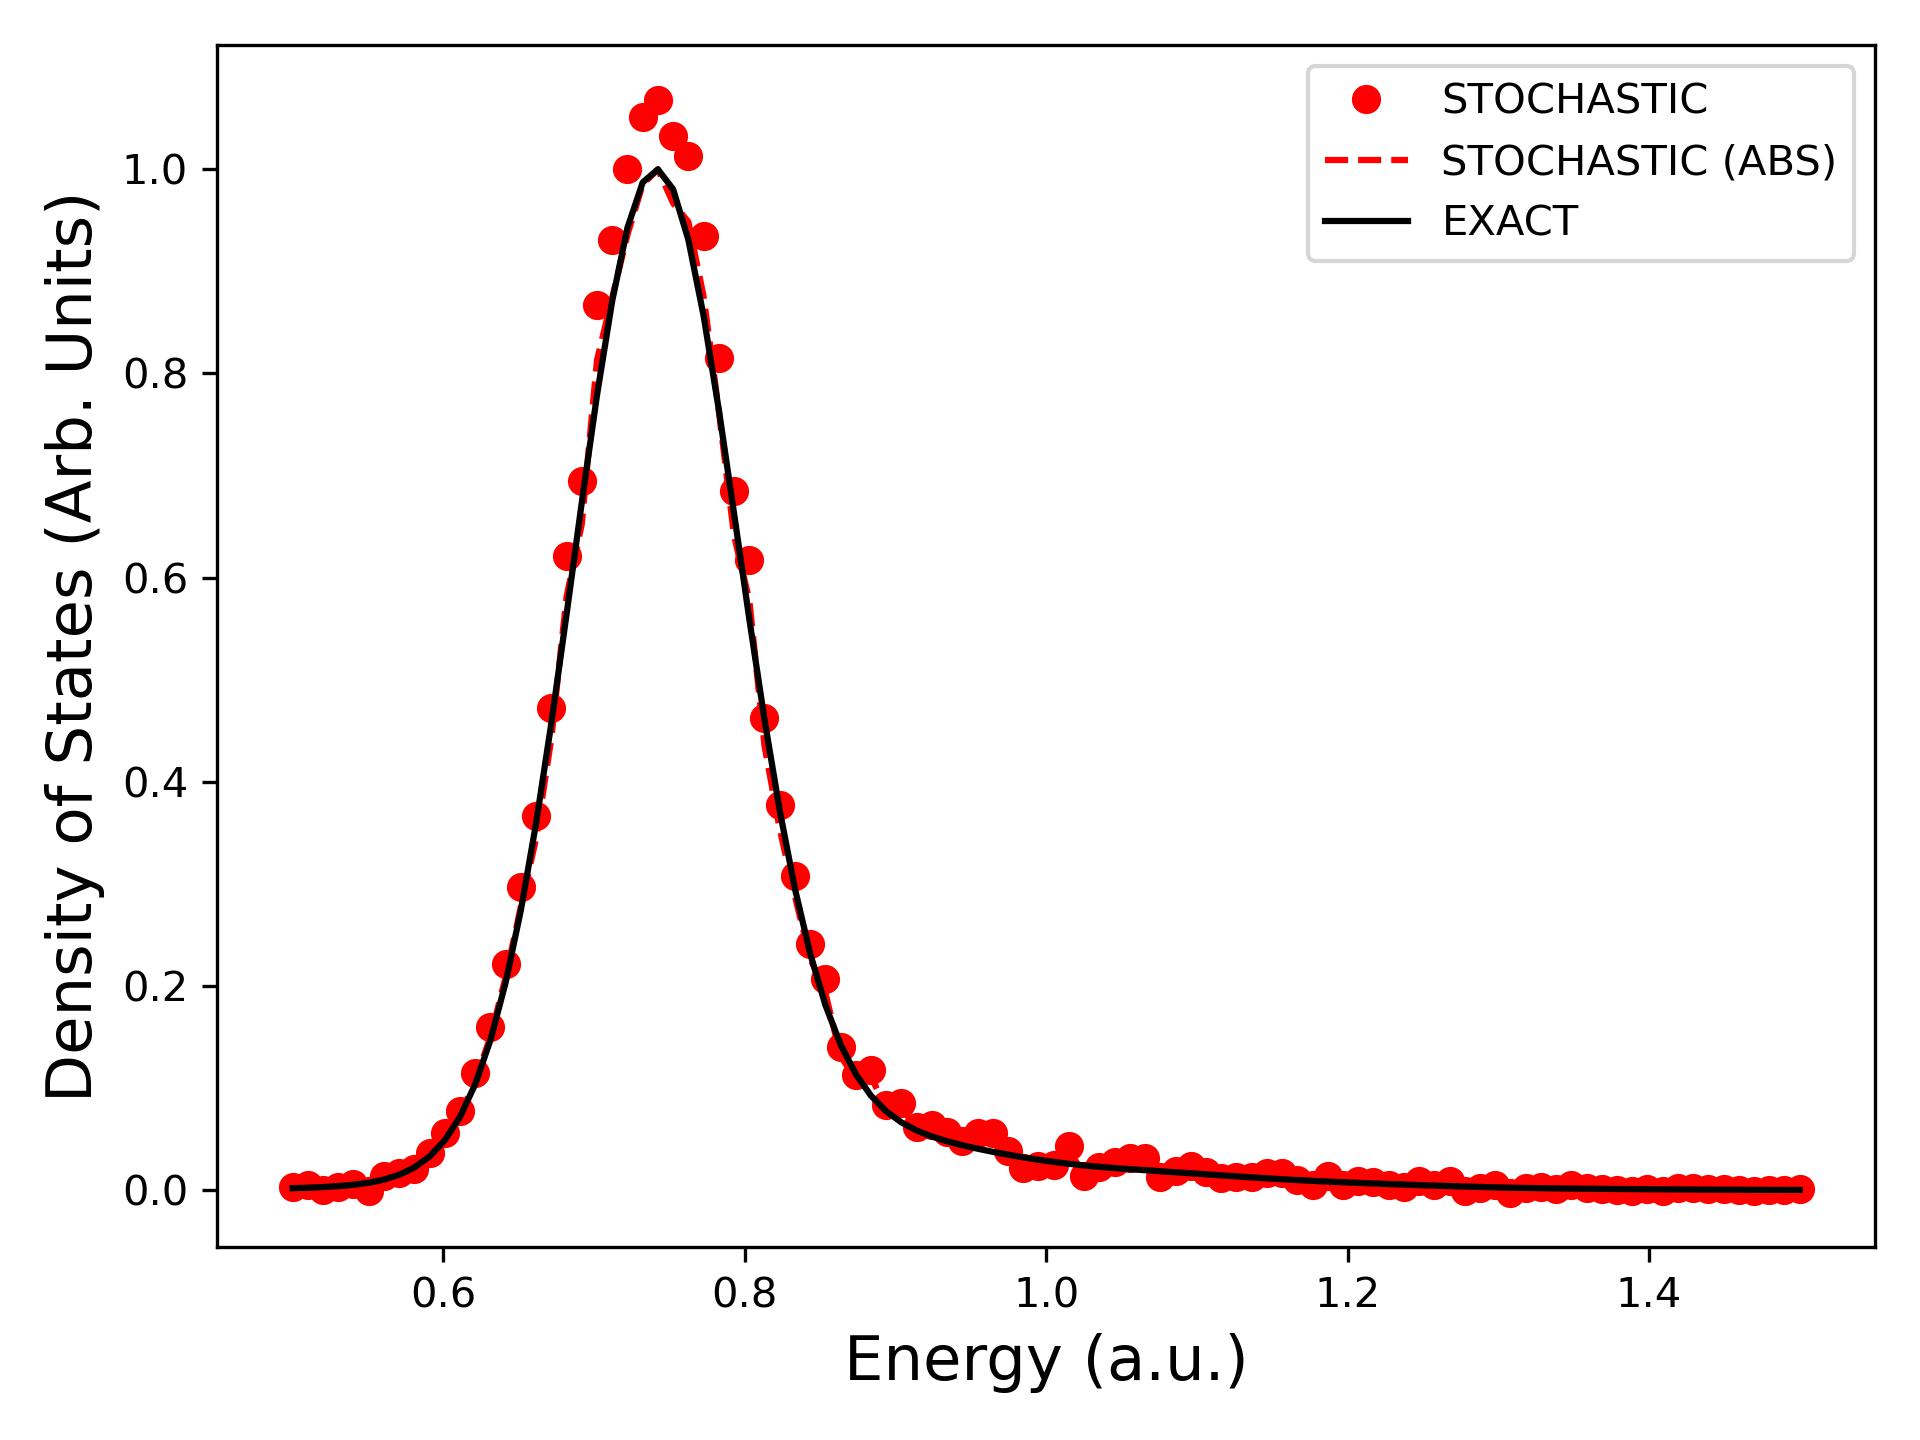 STOCHASTIC
STOCHASTIC (ABS)
EXACT
Density of States (Arb. Units)
1.0
0.8
0.6
0.4
0.2
0.0
0.6 0.8 1.0 1.2 1.4
Energy (a.u.)